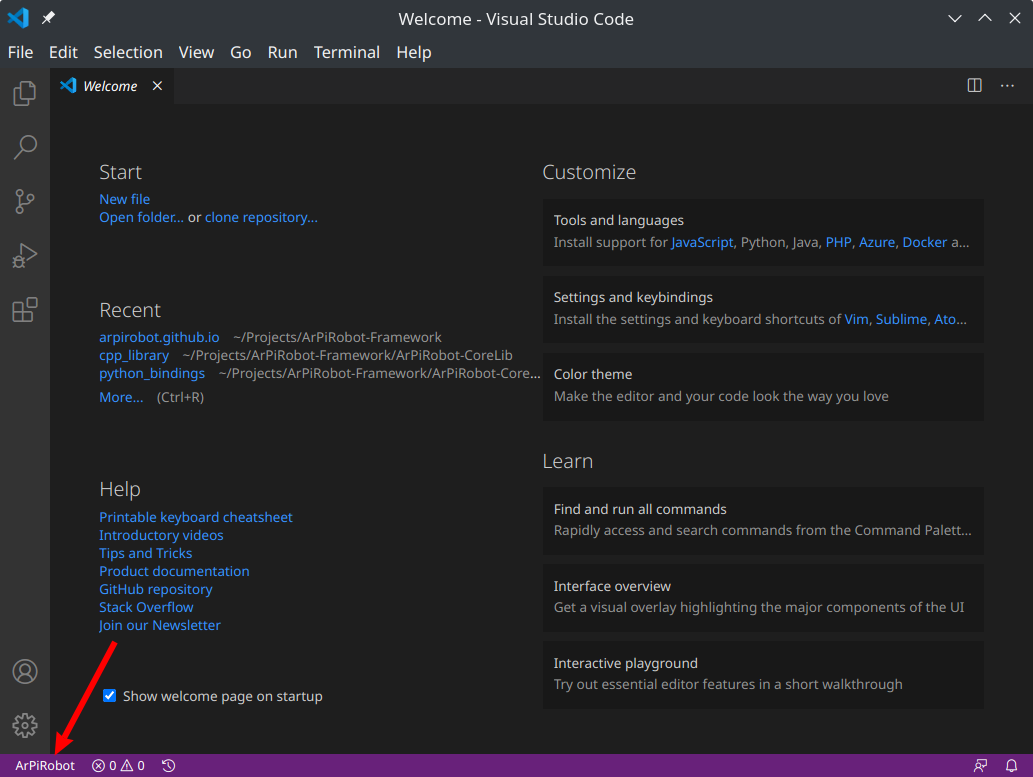 Welcome - Visual Studio Code
File Edit Selection View Go Run Terminal Help
Welcome
Start
New file
Open folder... or clone repository...
Recent
arpirobot.github.io ~/Projects/ArPiRobot-Framework
cpp_library ~/Projects/ArPiRobot-Framework/ArPiRobot-CoreLib
python_bindings ~/Projects/ArPiRobot-Framework/ArPiRobot-Core...
More... (Ctrl+R)
Help
Printable keyboard cheatsheet
Introductory videos
Tips and Tricks
Product documentation
GitHub repository
Stack Overflow
Join our Newsletter
Show welcome page on startup
Customize
Tools and languages
Install support for JavaScript, Python, Java, PHP, Azure, Docker a...
Settings and keybindings
Install the settings and keyboard shortcuts of Vim, Sublime, Ato...
Color theme
Make the editor and your code look the way you love
Learn
Find and run all commands
Rapidly access and search commands from the Command Palett...
Interface overview
Get a visual overlay highlighting the major components of the UI
Interactive playground
Try out essential editor features in a short walkthrough
ArPiRobot 0 0